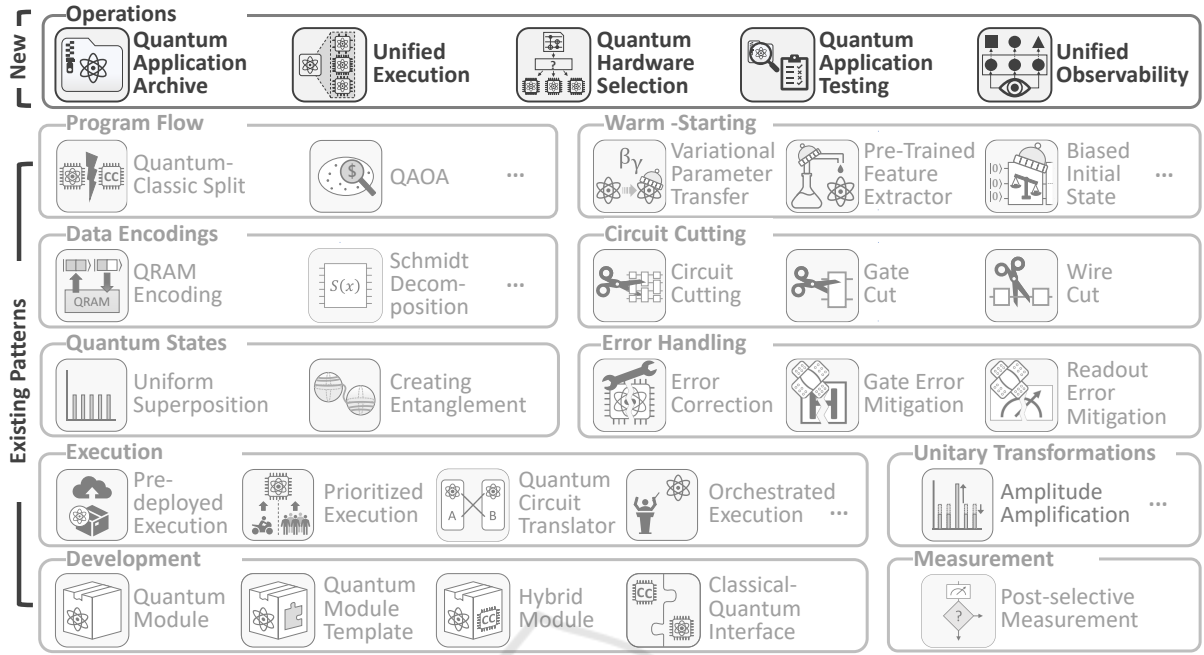 New
Operations
Quantum
Application
Archive
Unified
Execution
?
Quantum
Hardware
Selection
Quantum
Application
Testing
Unified
Observability
Existing Patterns
Program Flow
CC
Quantum-
Classic Split
$
QAOA
...
Warm -Starting
β γ
Variational
Parameter
Transfer
Pre-Trained
Feature
Extractor
|0⟩
|0⟩
|0⟩
Biased
Initial
State
...
Data Encodings
QRAM
QRAM
Encoding
S(x)
Schmidt
Decom-
position
...
Circuit Cutting
Circuit
Cutting
Gate
Cut
Wire
Cut
Quantum States
Uniform
Superposition
Creating
Entanglement
Error Handling
Error
Correction
Gate Error
Mitigation
Readout
Error
Mitigation
Execution
Pre-
deployed
Execution
Prioritized
Execution
A B
Quantum
Circuit
Translator
Orchestrated
Execution
...
Unitary Transformations
Amplitude
Amplification
...
Development
Quantum
Module
Quantum
Module
Template
CC
Hybrid
Module
CC
Classical-
Quantum
Interface
Measurement
?
Post-selective
Measurement